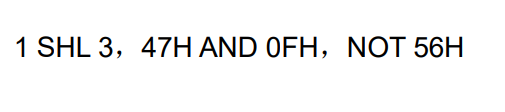 1 SHL 3，47H AND 0FH，NOT 56H